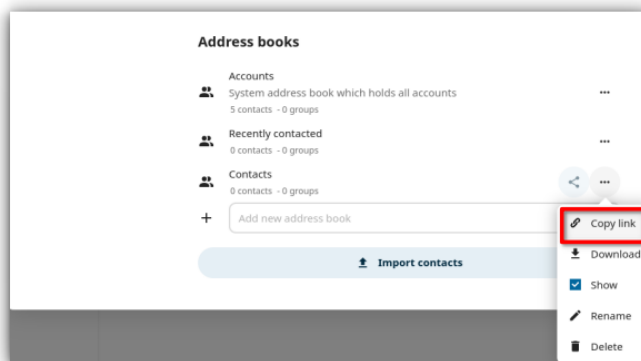 Address books
Accounts
System address book which holds all accounts
5 contacts - 0 groups
Recently contacted
0 contacts - 0 groups
Contacts
0 contacts - 0 groups
Add new address book
Import contacts
Copy link
Download
Show
Rename
Delete